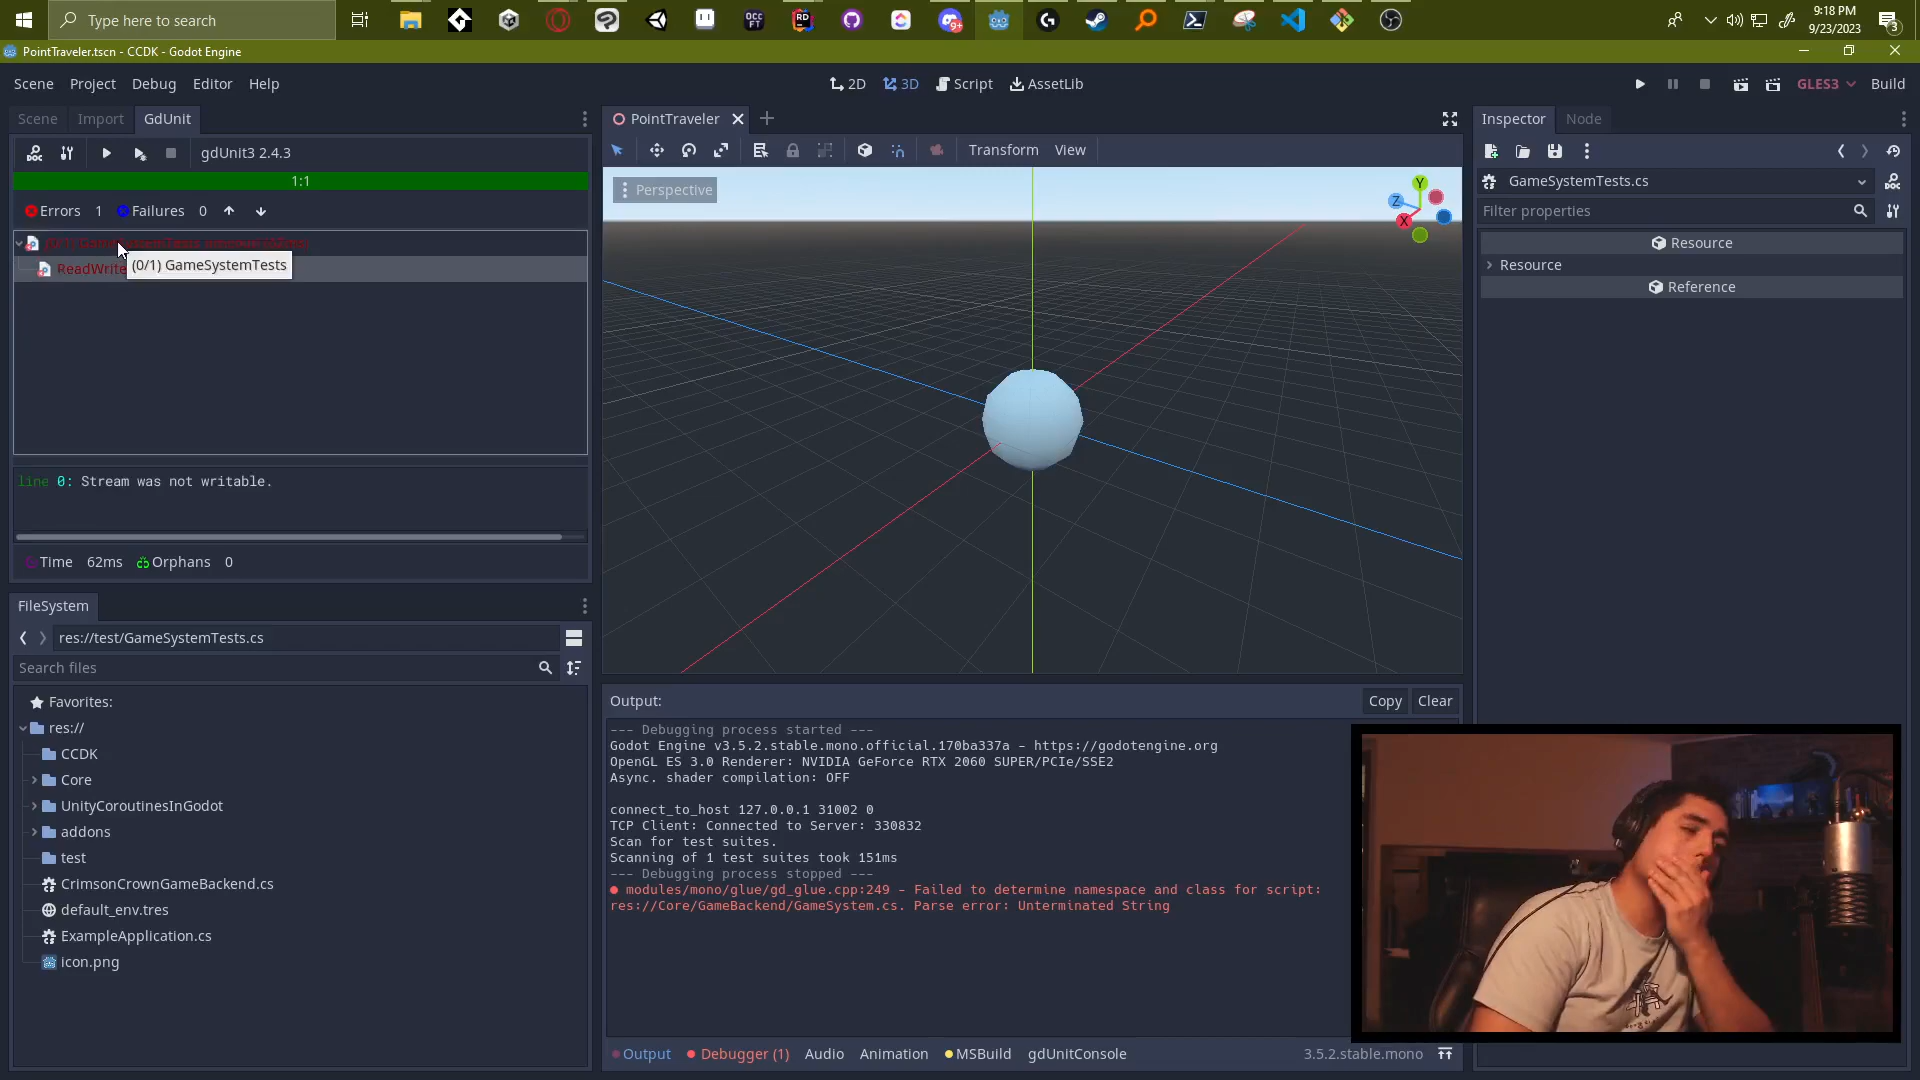 Type here to search
9+
9:18 PM
9/23/2023
3
PointTraveler.tscn - CCDK - Godot Engine
Scene Project Debug Editor Help
2D 3D Script AssetLib
GLES3 Build
Scene Import GdUnit
gdUnit3 2.4.3
1:1
Errors 1 Failures 0
(0/1) GameSystemTests
ReadWrite
(0/1) GameSystemTests
line 0: Stream was not writable.
Time 62ms Orphans 0
FileSystem
res://test/GameSystemTests.cs
Search files
Favorites:
res://
CCDK
Core
UnityCoroutinesInGodot
addons
test
CrimsonCrownGameBackend.cs
default_env.tres
ExampleApplication.cs
icon.png
PointTraveler
Transform View
Perspective
Y
Z
X
Output:
Copy Clear
--- Debugging process started ---
Godot Engine v3.5.2.stable.mono.official.170ba337a - https://godotengine.org
OpenGL ES 3.0 Renderer: NVIDIA GeForce RTX 2060 SUPER/PCIe/SSE2
Async. shader compilation: OFF
connect_to_host 127.0.0.1 31002 0
TCP Client: Connected to Server: 330832
Scan for test suites.
Scanning of 1 test suites took 151ms
--- Debugging process stopped ---
modules/mono/glue/gd_glue.cpp:249 - Failed to determine namespace and class for script:
res://Core/GameBackend/GameSystem.cs. Parse error: Unterminated String
Output Debugger (1) Audio Animation MSBuild gdUnitConsole
3.5.2.stable.mono
Inspector Node
GameSystemTests.cs
Filter properties
Resource
Resource
Reference